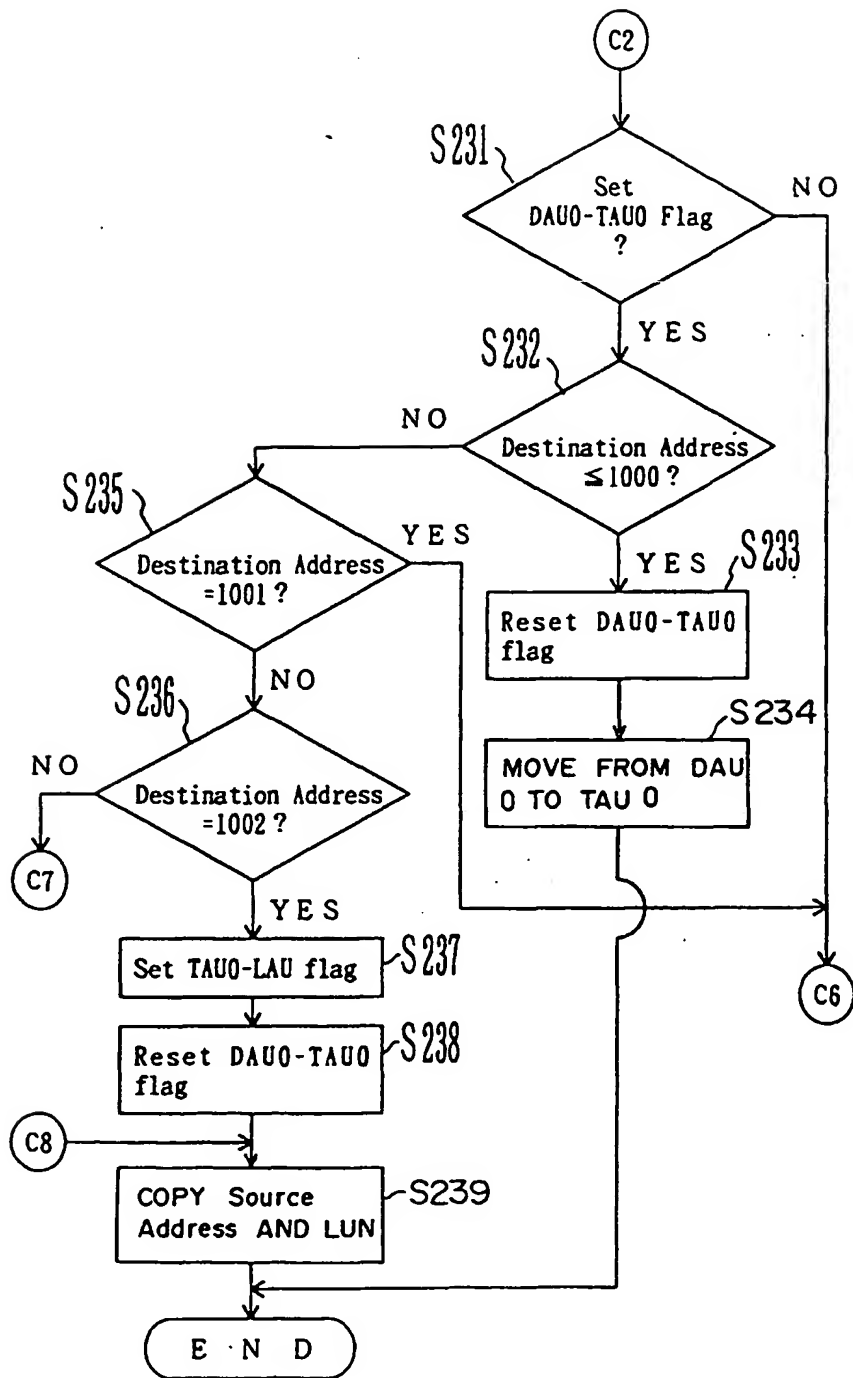 C2
S231
Set
DAU0-TAU0 Flag
?
NO
YES
S232
NO
Destination Address
≦1000?
S235
YES
YES
S233
Destination Address
=1001?
Reset DAU0-TAU0
flag
NO
S236
S234
NO
MOVE FROM DAU
0 TO TAU 0
Destination Address
=1002?
C7
YES
Set TAU0-LAU flag
S237
C6
Reset DAU0-TAU0
flag
S238
C8
COPY Source
Address AND LUN
S239
END